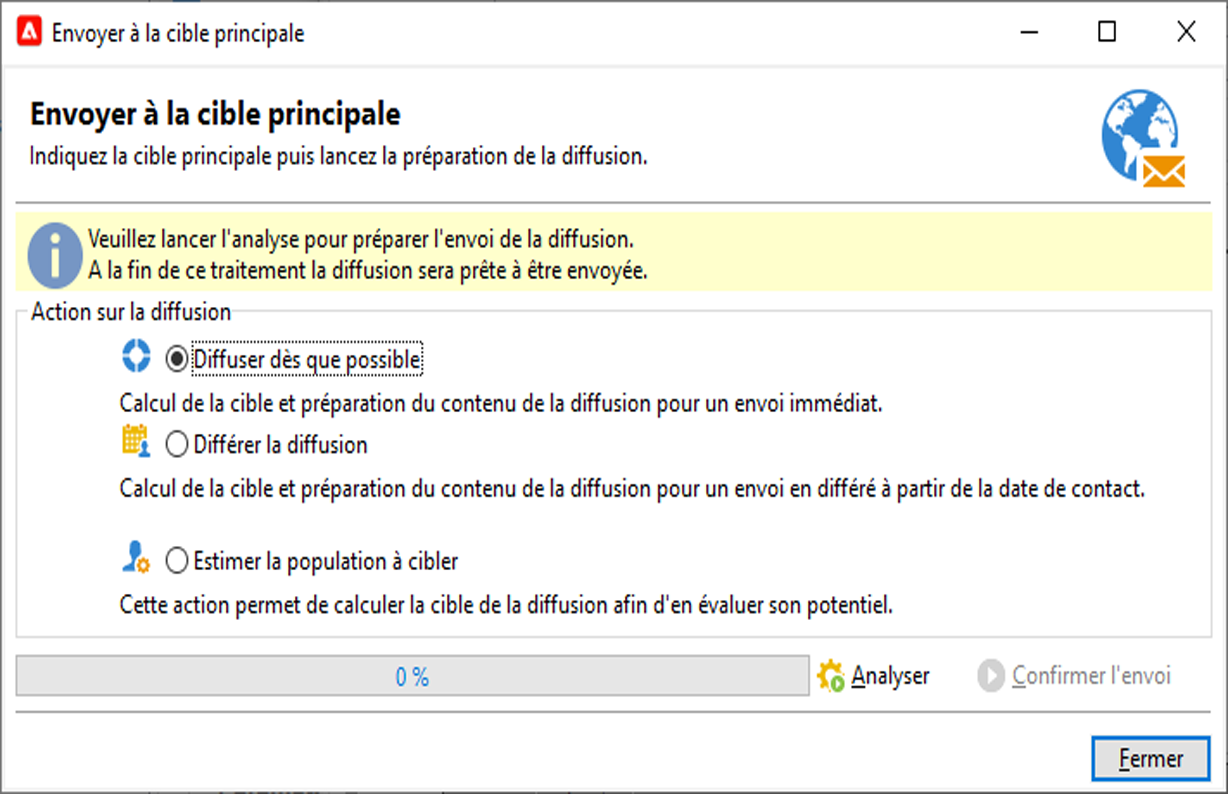 Envoyer à la cible principale
Envoyer à la cible principale
Indiquez la cible principale puis lancez la préparation de la diffusion.
Veuillez lancer l'analyse pour préparer l'envoi de la diffusion.
A la fin de ce traitement la diffusion sera prête à être envoyée.
Action sur la diffusion
Diffuser dès que possible
Calcul de la cible et préparation du contenu de la diffusion pour un envoi immédiat.
Différer la diffusion
Calcul de la cible et préparation du contenu de la diffusion pour un envoi en différé à partir de la date de contact.
Estimer la population à cibler
Cette action permet de calculer la cible de la diffusion afin d'en évaluer son potentiel.
0 % Analyser Confirmer l'envoi
Fermer